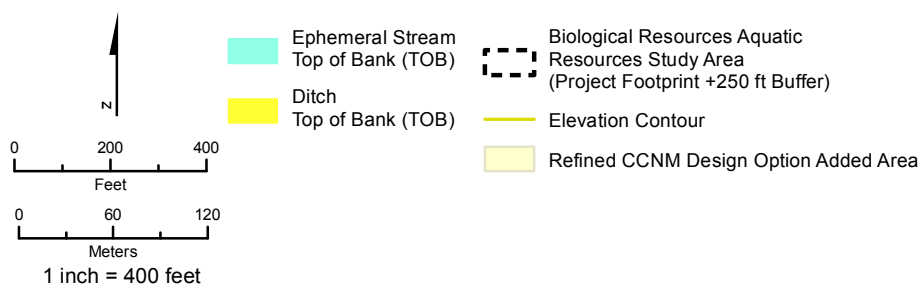 N
0 200 400
Feet
0 60 120
Meters
1 inch = 400 feet
Ephemeral Stream
Top of Bank (TOB)
Ditch
Top of Bank (TOB)
Biological Resources Aquatic
Resources Study Area
(Project Footprint +250 ft Buffer)
Elevation Contour
Refined CCNM Design Option Added Area